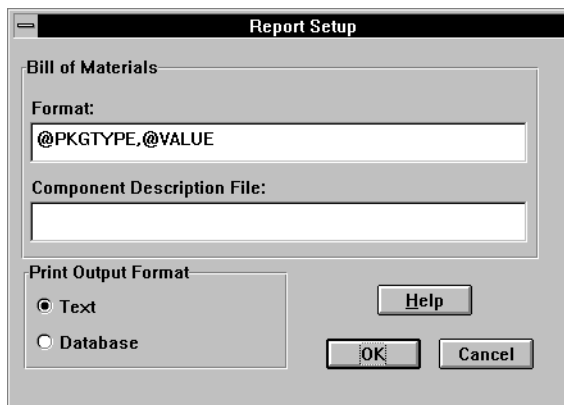 Report Setup
Bill of Materials
Format:
@PKGTYPE,@VALUE
Component Description File:
Print Output Format
Text
Database
Help
OK
Cancel